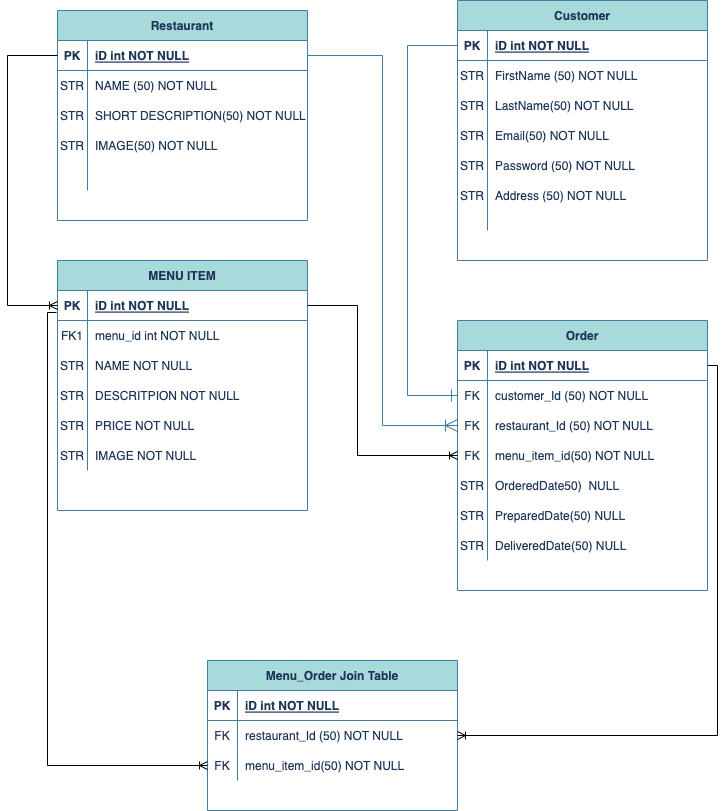 Restaurant
PK iD int NOT NULL
STR NAME (50) NOT NULL
STR SHORT DESCRIPTION(50) NOT NULL
STR IMAGE(50) NOT NULL
Customer
PK iD int NOT NULL
STR FirstName (50) NOT NULL
STR LastName(50) NOT NULL
STR Email(50) NOT NULL
STR Password (50) NOT NULL
STR Address (50) NOT NULL
MENU ITEM
PK iD int NOT NULL
FK1 menu_id int NOT NULL
STR NAME NOT NULL
STR DESCRITPION NOT NULL
STR PRICE NOT NULL
STR IMAGE NOT NULL
Order
PK iD int NOT NULL
FK customer_Id (50) NOT NULL
FK restaurant_Id (50) NOT NULL
FK menu_item_id(50) NOT NULL
STR OrderedDate50) NULL
STR PreparedDate(50) NULL
STR DeliveredDate(50) NULL
Menu_Order Join Table
PK iD int NOT NULL
FK restaurant_Id (50) NOT NULL
FK menu_item_id(50) NOT NULL